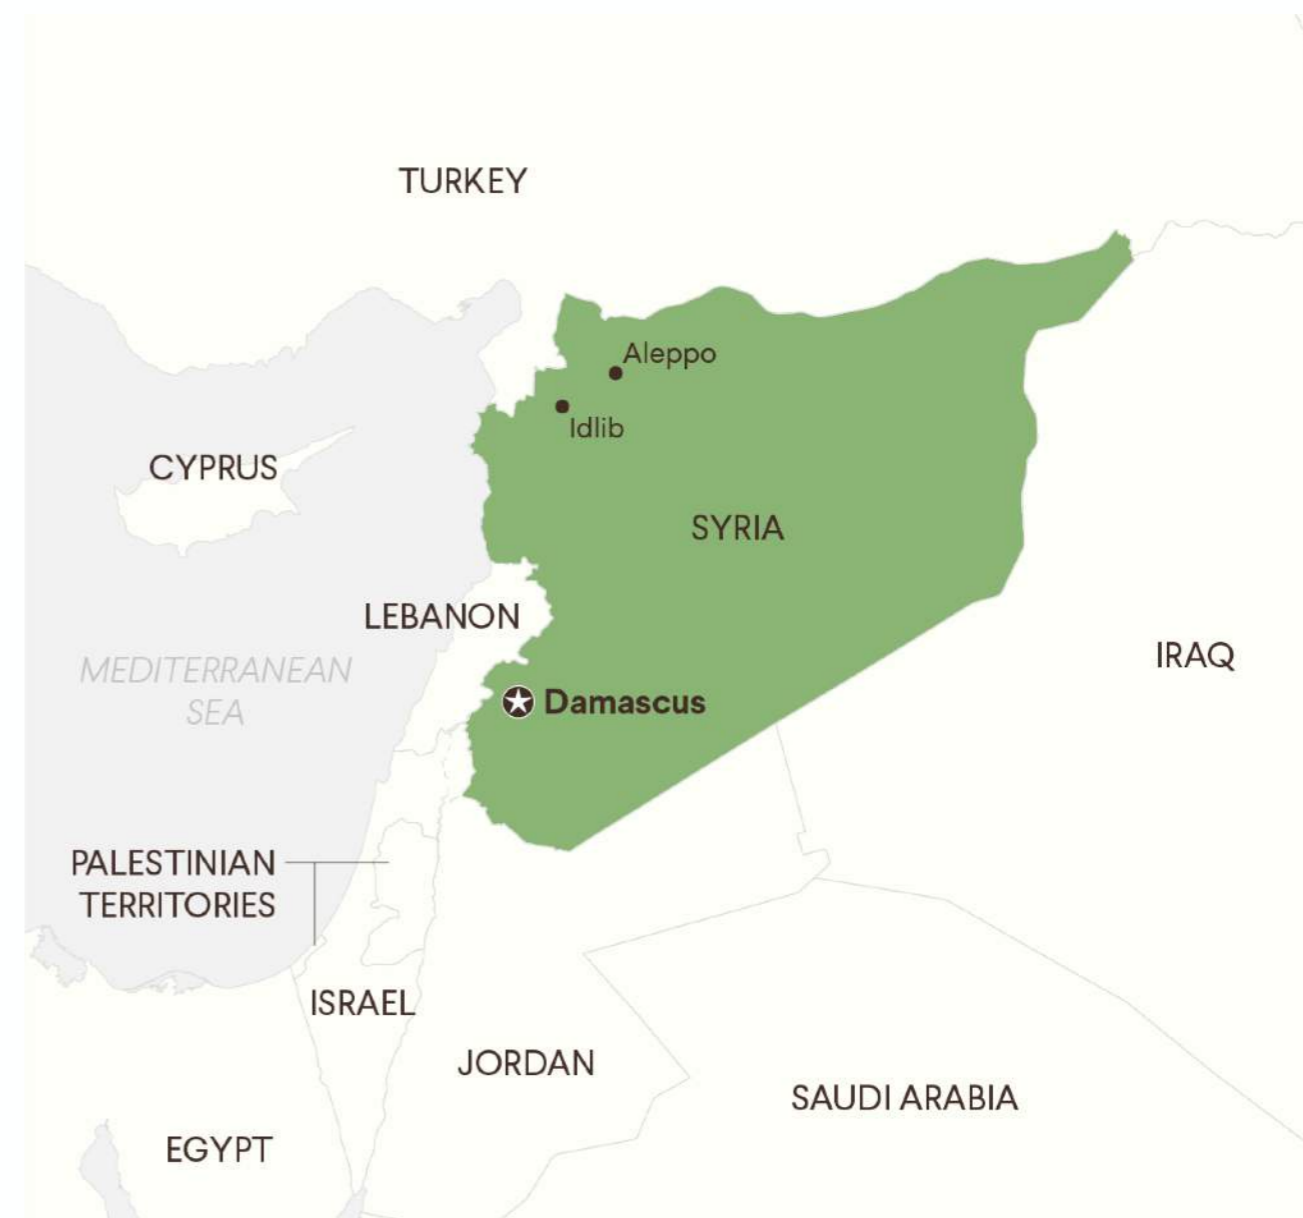 TURKEY
Aleppo
Idlib
CYPRUS
SYRIA
LEBANON
MEDITERRANEAN
SEA
IRAQ
Damascus
PALESTINIAN
TERRITORIES
ISRAEL
JORDAN
SAUDI ARABIA
EGYPT